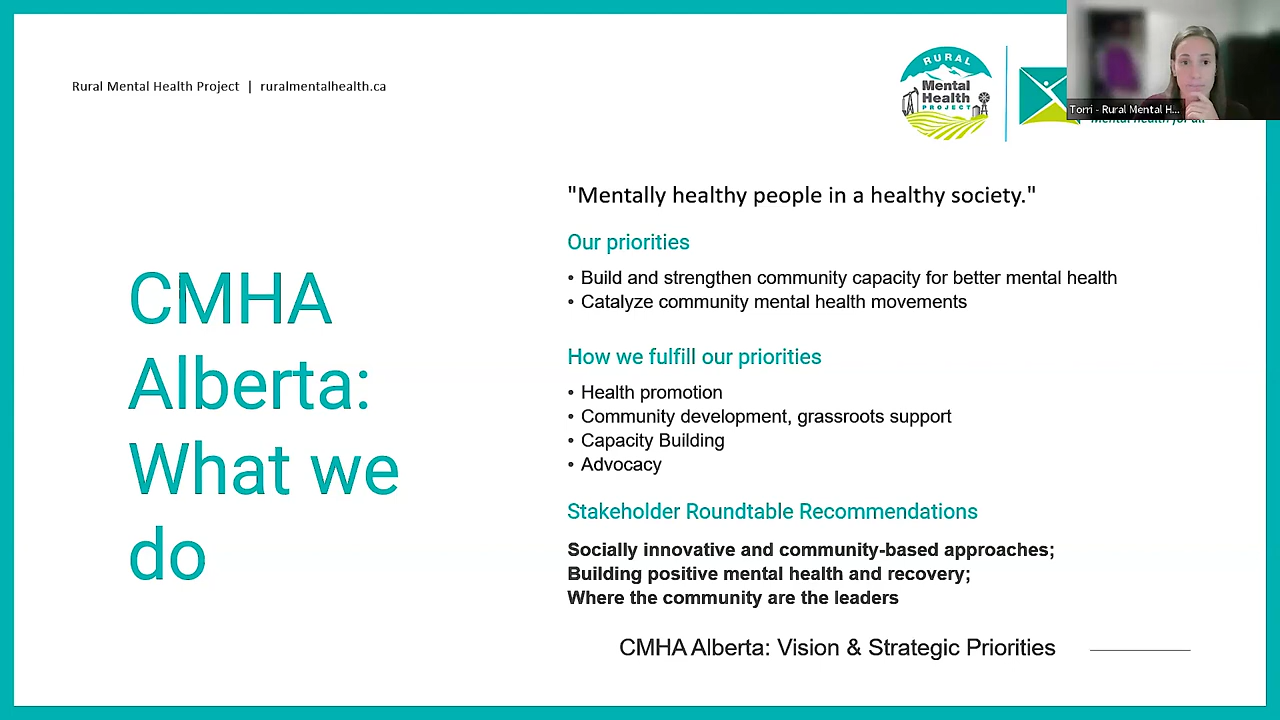 Rural Mental Health Project | ruralmentalhealth.ca
RURAL
Mental
Health
PROJECT
Torri - Rural Mental H...
"Mentally healthy people in a healthy society."
Our priorities
• Build and strengthen community capacity for better mental health
• Catalyze community mental health movements
CMHA
Alberta:
What we
do
How we fulfill our priorities
• Health promotion
• Community development, grassroots support
• Capacity Building
• Advocacy
Stakeholder Roundtable Recommendations
Socially innovative and community-based approaches;
Building positive mental health and recovery;
Where the community are the leaders
CMHA Alberta: Vision & Strategic Priorities